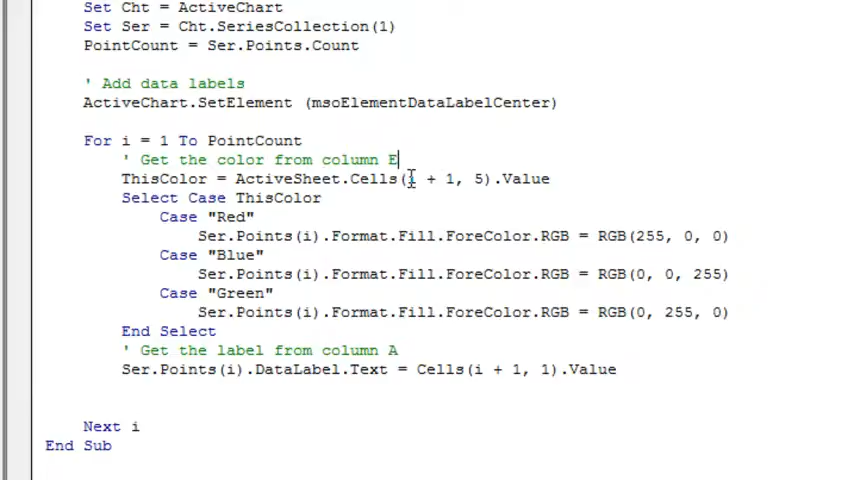 Set Cht = ActiveChart
Set Ser = Cht.SeriesCollection(1)
PointCount = Ser.Points.Count
' Add data labels
ActiveChart.SetElement (msoElementDataLabelCenter)
For i = 1 To PointCount
' Get the color from column E
ThisColor = ActiveSheet.Cells(i + 1, 5).Value
Select Case ThisColor
Case "Red"
Ser.Points(i).Format.Fill.ForeColor.RGB = RGB(255, 0, 0)
Case "Blue"
Ser.Points(i).Format.Fill.ForeColor.RGB = RGB(0, 0, 255)
Case "Green"
Ser.Points(i).Format.Fill.ForeColor.RGB = RGB(0, 255, 0)
End Select
' Get the label from column A
Ser.Points(i).DataLabel.Text = Cells(i + 1, 1).Value
Next i
End Sub